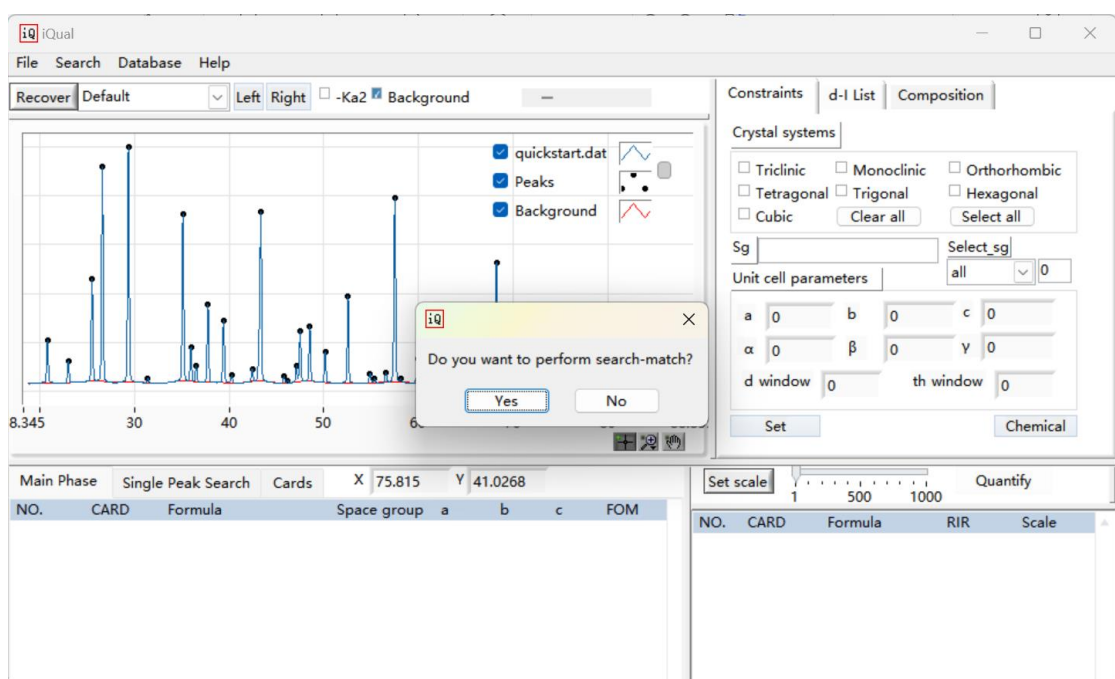 iQ iQual
File Search Database Help
Recover Default Left Right -Ka2 Background
Constraints d-I List Composition
quickstart.dat
Peaks
Background
8.345 30 40 50
Crystal systems
Triclinic Monoclinic Orthorhombic
Tetragonal Trigonal Hexagonal
Cubic Clear all Select all
Sg Select_sg
all 0
Unit cell parameters
a 0 b 0 c 0
α 0 β 0 γ 0
d window 0 th window 0
Set Chemical
iQ
Do you want to perform search-match?
Yes No
Main Phase Single Peak Search Cards X 75.815 Y 41.0268
NO. CARD Formula Space group a b c FOM
Set scale 1 500 1000 Quantify
NO. CARD Formula RIR Scale